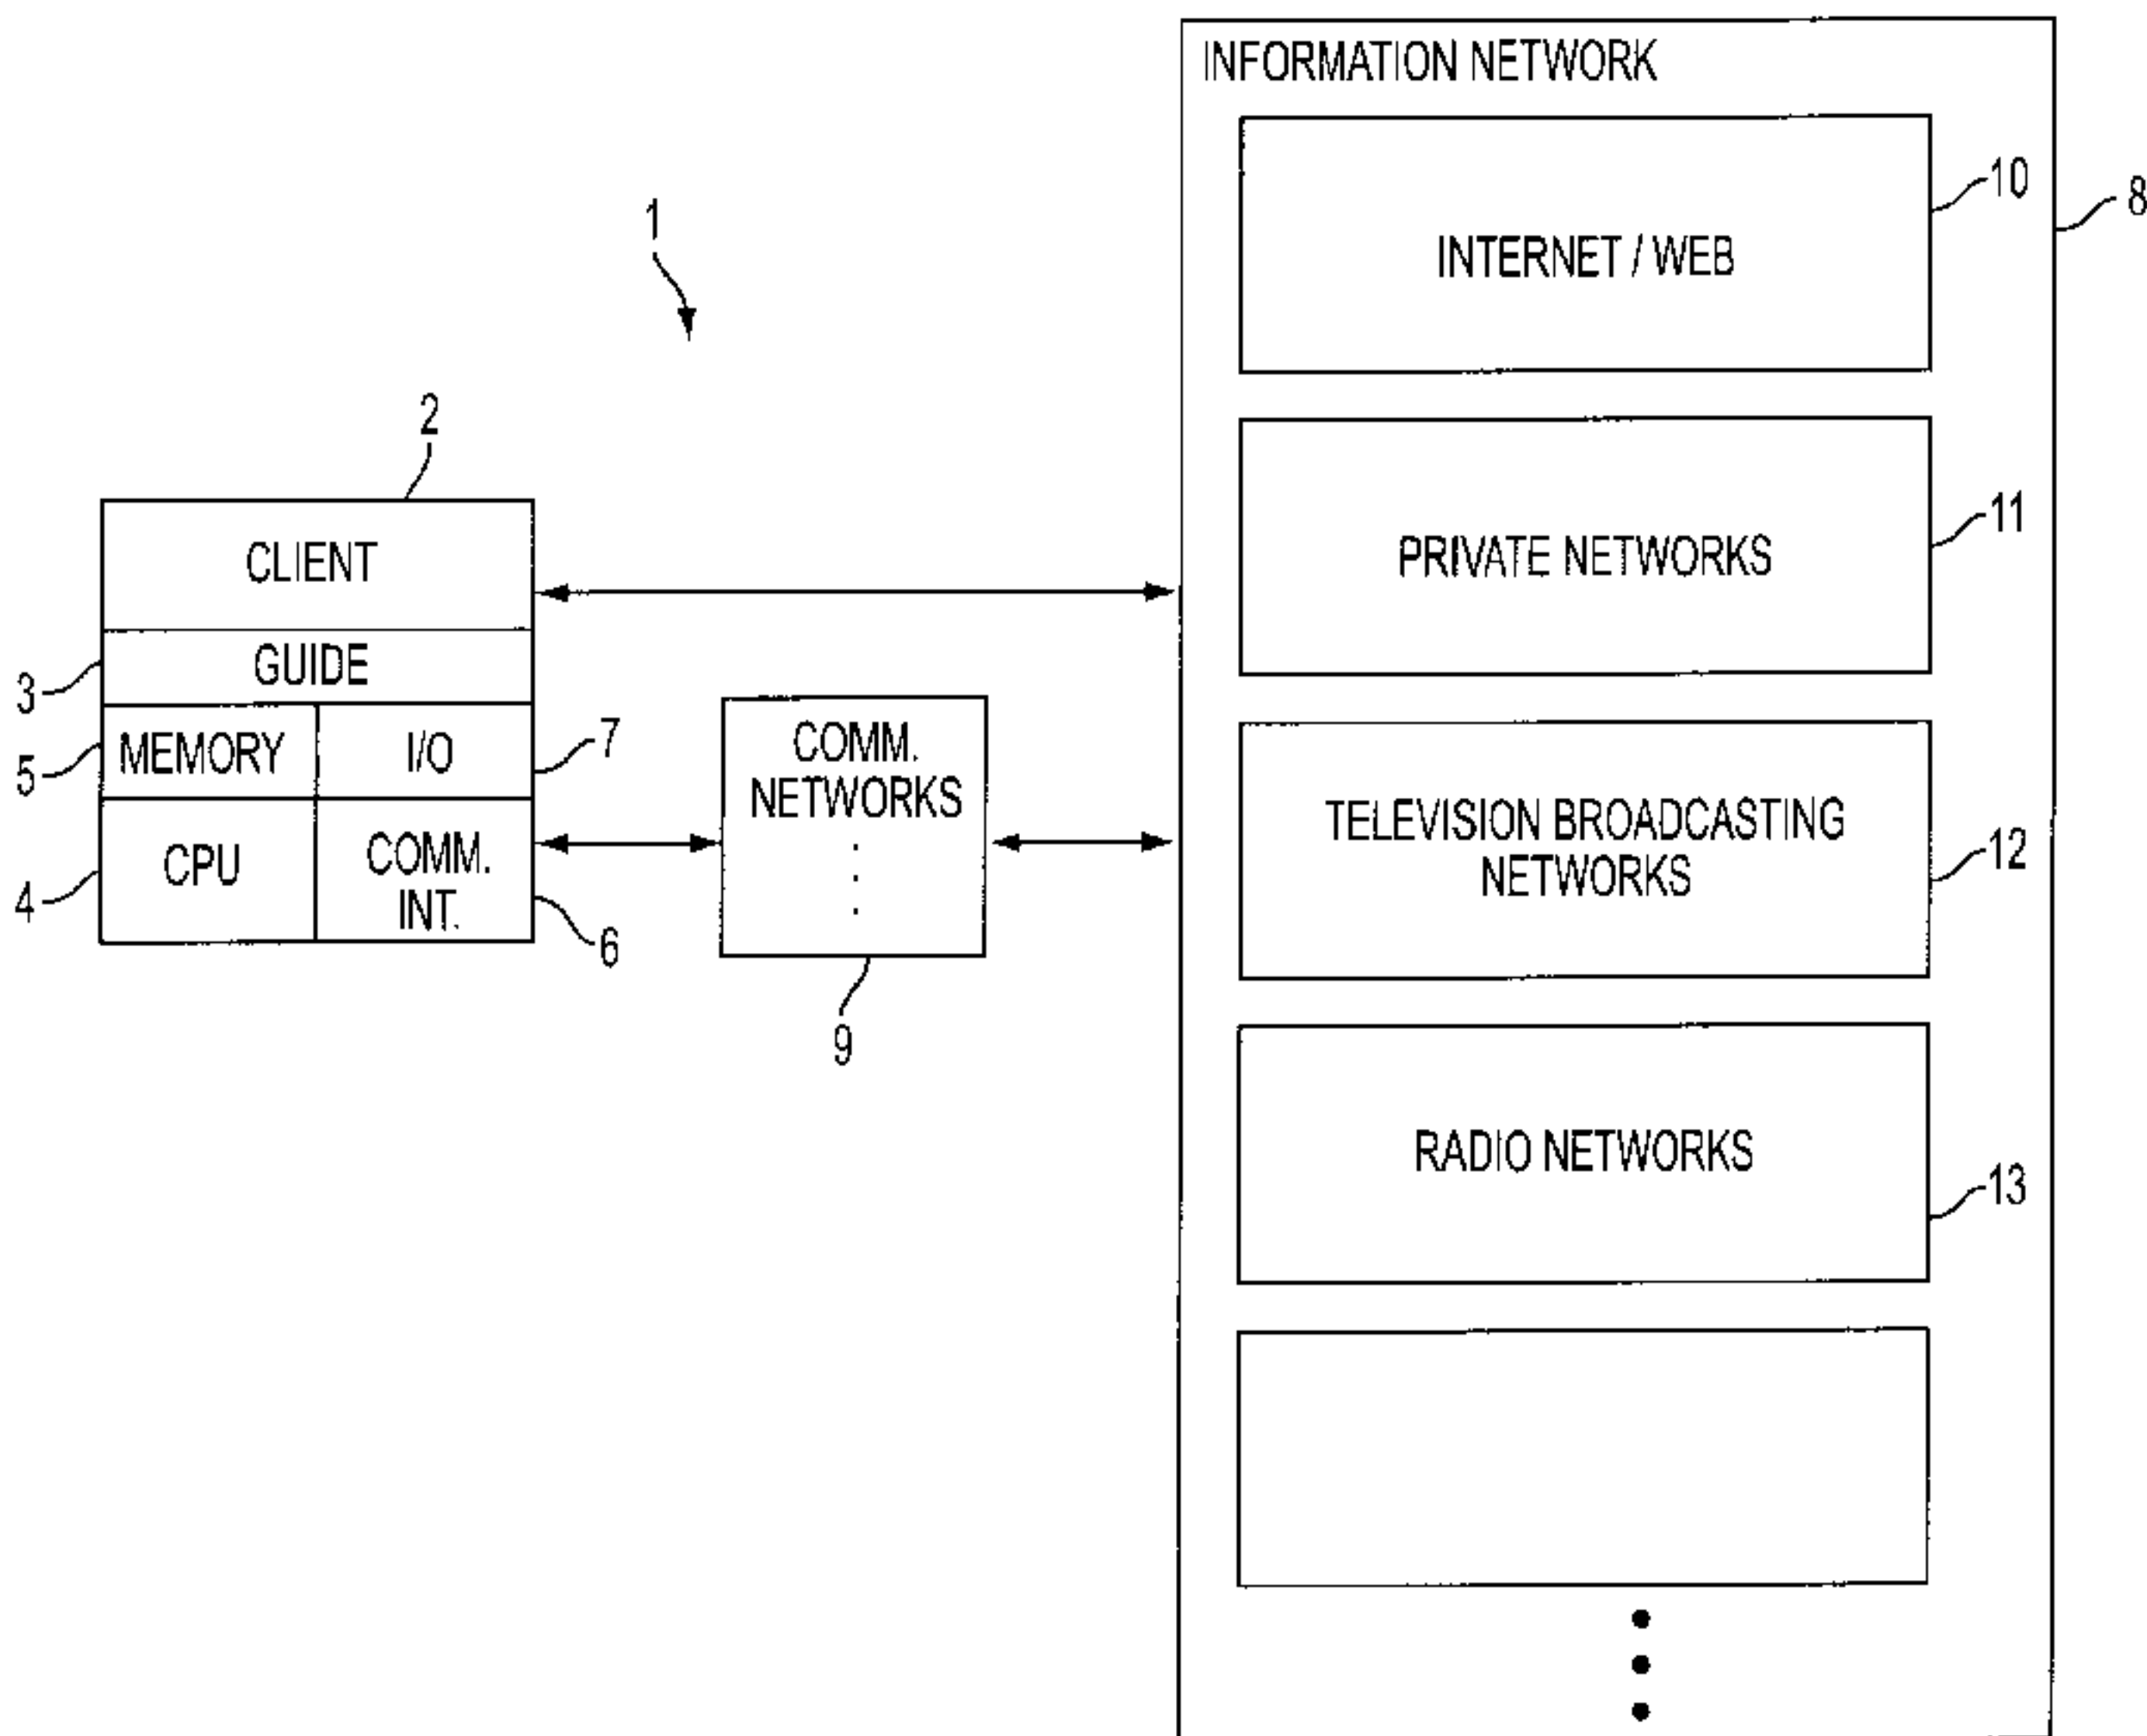 INFORMATION NETWORK
10
8
INTERNET / WEB
1
2
11
CLIENT
PRIVATE NETWORKS
GUIDE
3
MEMORY
I/O
7
5
COMM.
NETWORKS
.
.
.
TELEVISION BROADCASTING
NETWORKS
12
CPU
COMM.
INT.
4
6
9
RADIO NETWORKS
13